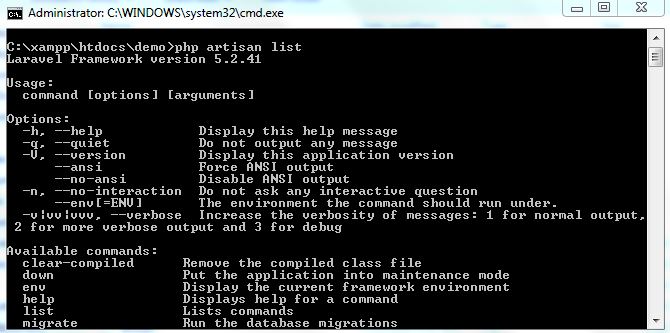 Administrator: C:\WINDOWS\system32\cmd.exe
C:\xampp\htdocs\demo>php artisan list
Laravel Framework version 5.2.41
Usage:
command [options] [arguments]
Options:
-h, --help Display this help message
-q, --quiet Do not output any message
-V, --version Display this application version
--ansi Force ANSI output
--no-ansi Disable ANSI output
-n, --no-interaction Do not ask any interactive question
--env[=ENV] The environment the command should run under.
-v|vv|vvv, --verbose Increase the verbosity of messages: 1 for normal output,
2 for more verbose output and 3 for debug
Available commands:
clear-compiled Remove the compiled class file
down Put the application into maintenance mode
env Display the current framework environment
help Displays help for a command
list Lists commands
migrate Run the database migrations